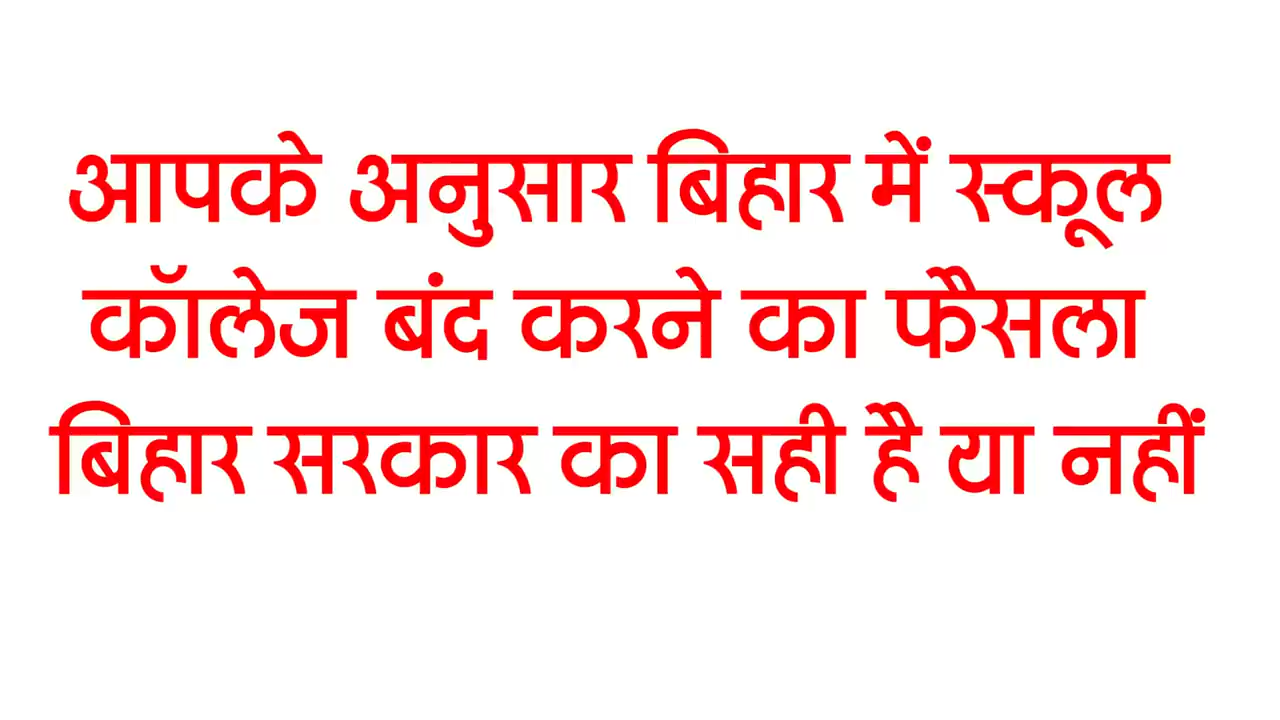 आपके अनुसार बिहार में स्कूल
कॉलेज बंद करने का फैसला
बिहार सरकार का सही है या नहीं